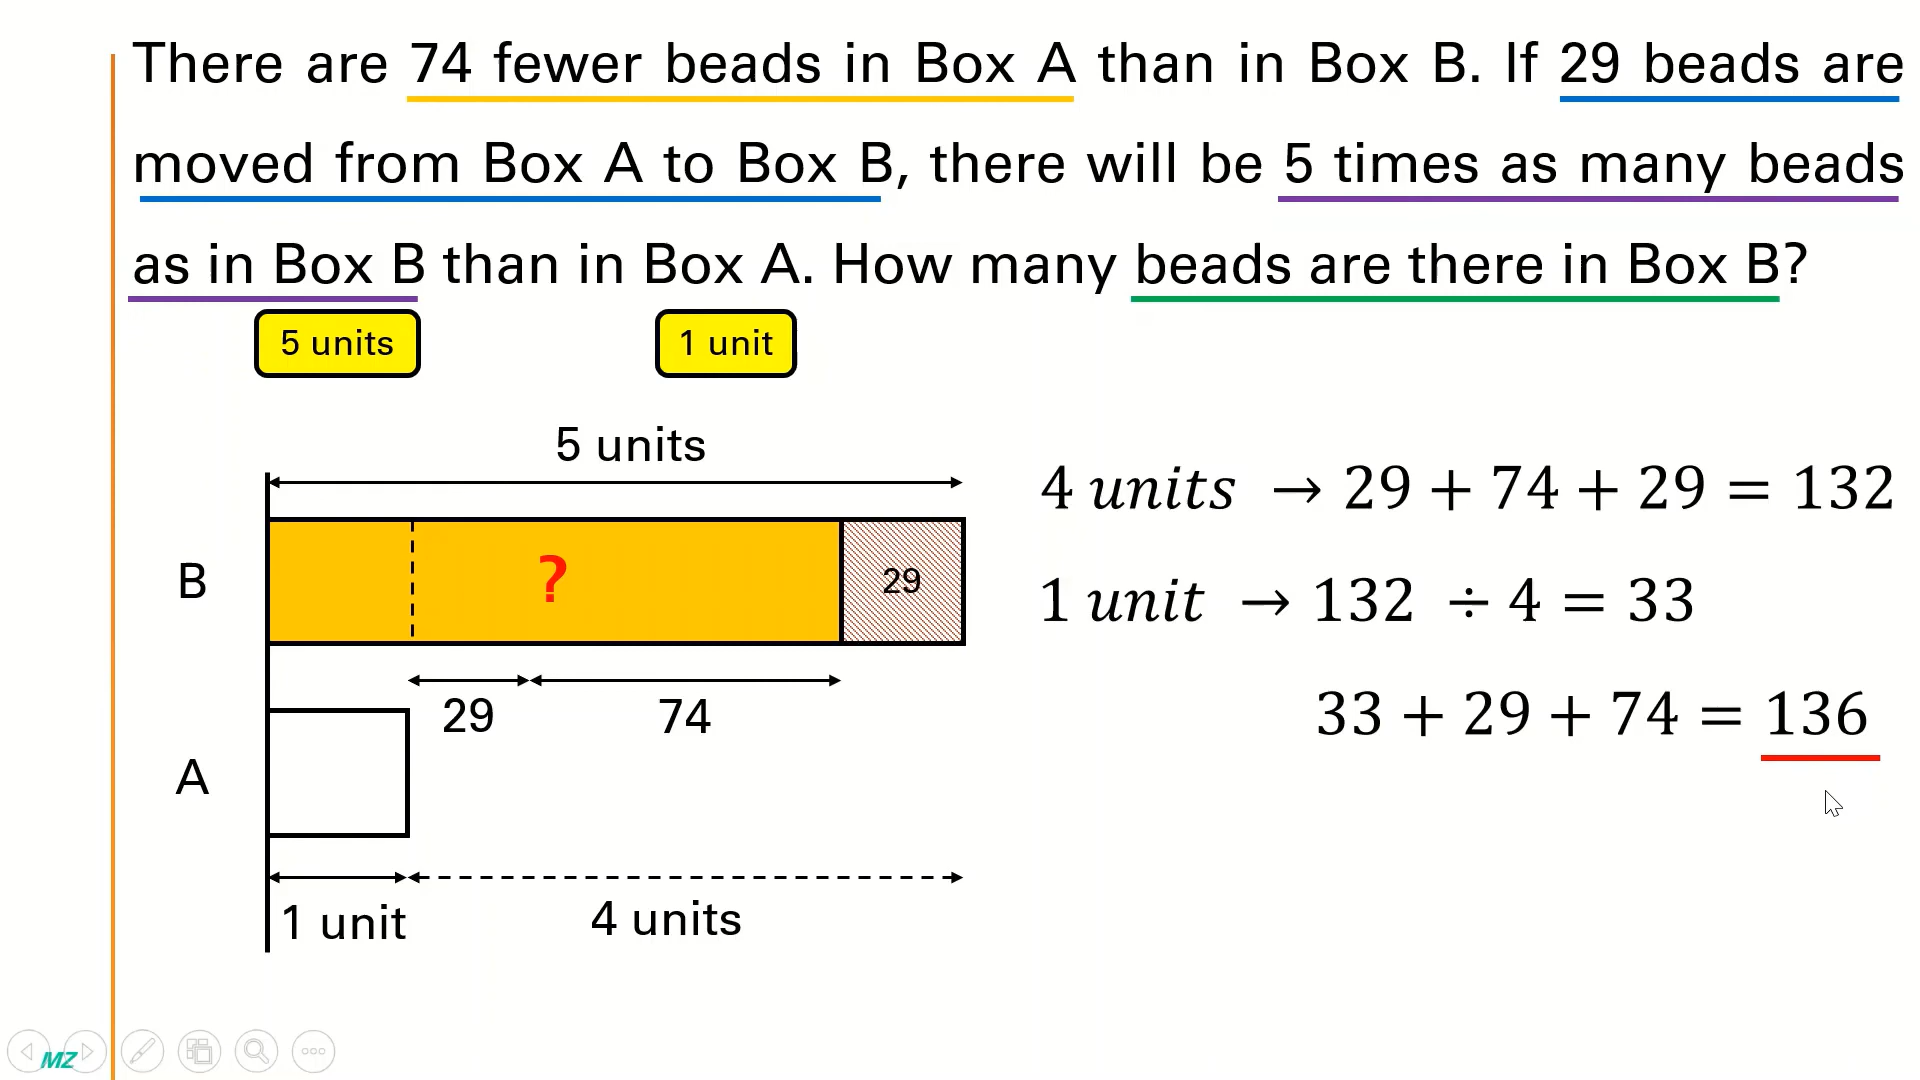 There are 74 fewer beads in Box A than in Box B. If 29 beads are
moved from Box A to Box B, there will be 5 times as many beads
as in Box B than in Box A. How many beads are there in Box B?
5 units
1 unit
5 units
B
?
29
29
74
A
1 unit
4 units
4 units → 29 + 74 + 29 = 132
1 unit → 132 ÷ 4 = 33
33 + 29 + 74 = 136
MZ